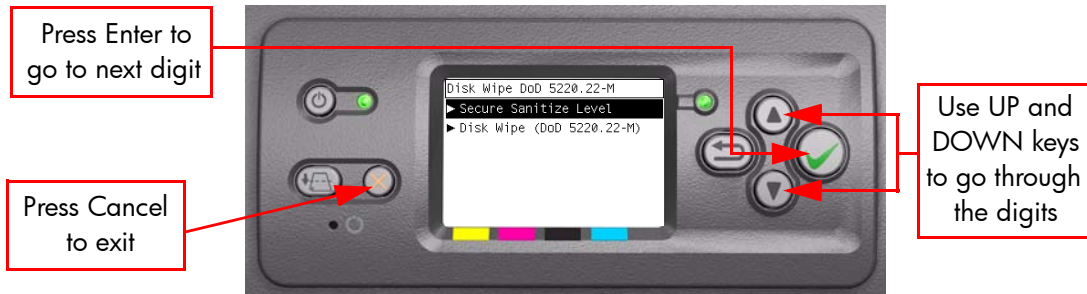 Press Enter to
go to next digit
Disk Wipe DoD 5220.22-M
Secure Sanitize Level
Disk Wipe (DoD 5220.22-M)
Use UP and
DOWN keys
to go through
the digits
Press Cancel
to exit